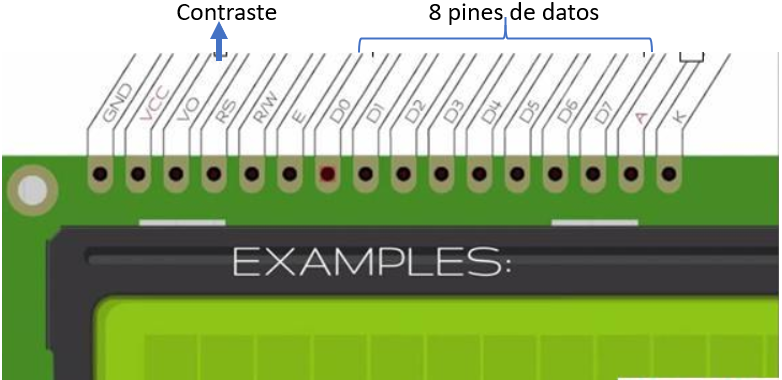 Contraste 8 pines de datos
GND VCC VO RS R/W E D0 D1 D2 D3 D4 D5 D6 D7 A K
EXAMPLES: